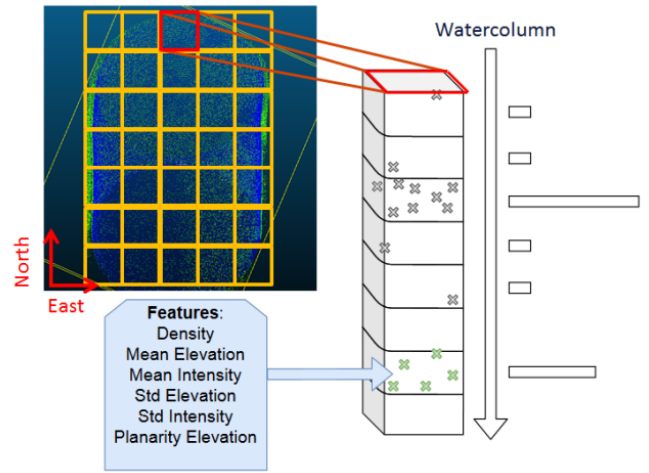 Watercolumn
North
East
Features:
Density
Mean Elevation
Mean Intensity
Std Elevation
Std Intensity
Planarity Elevation